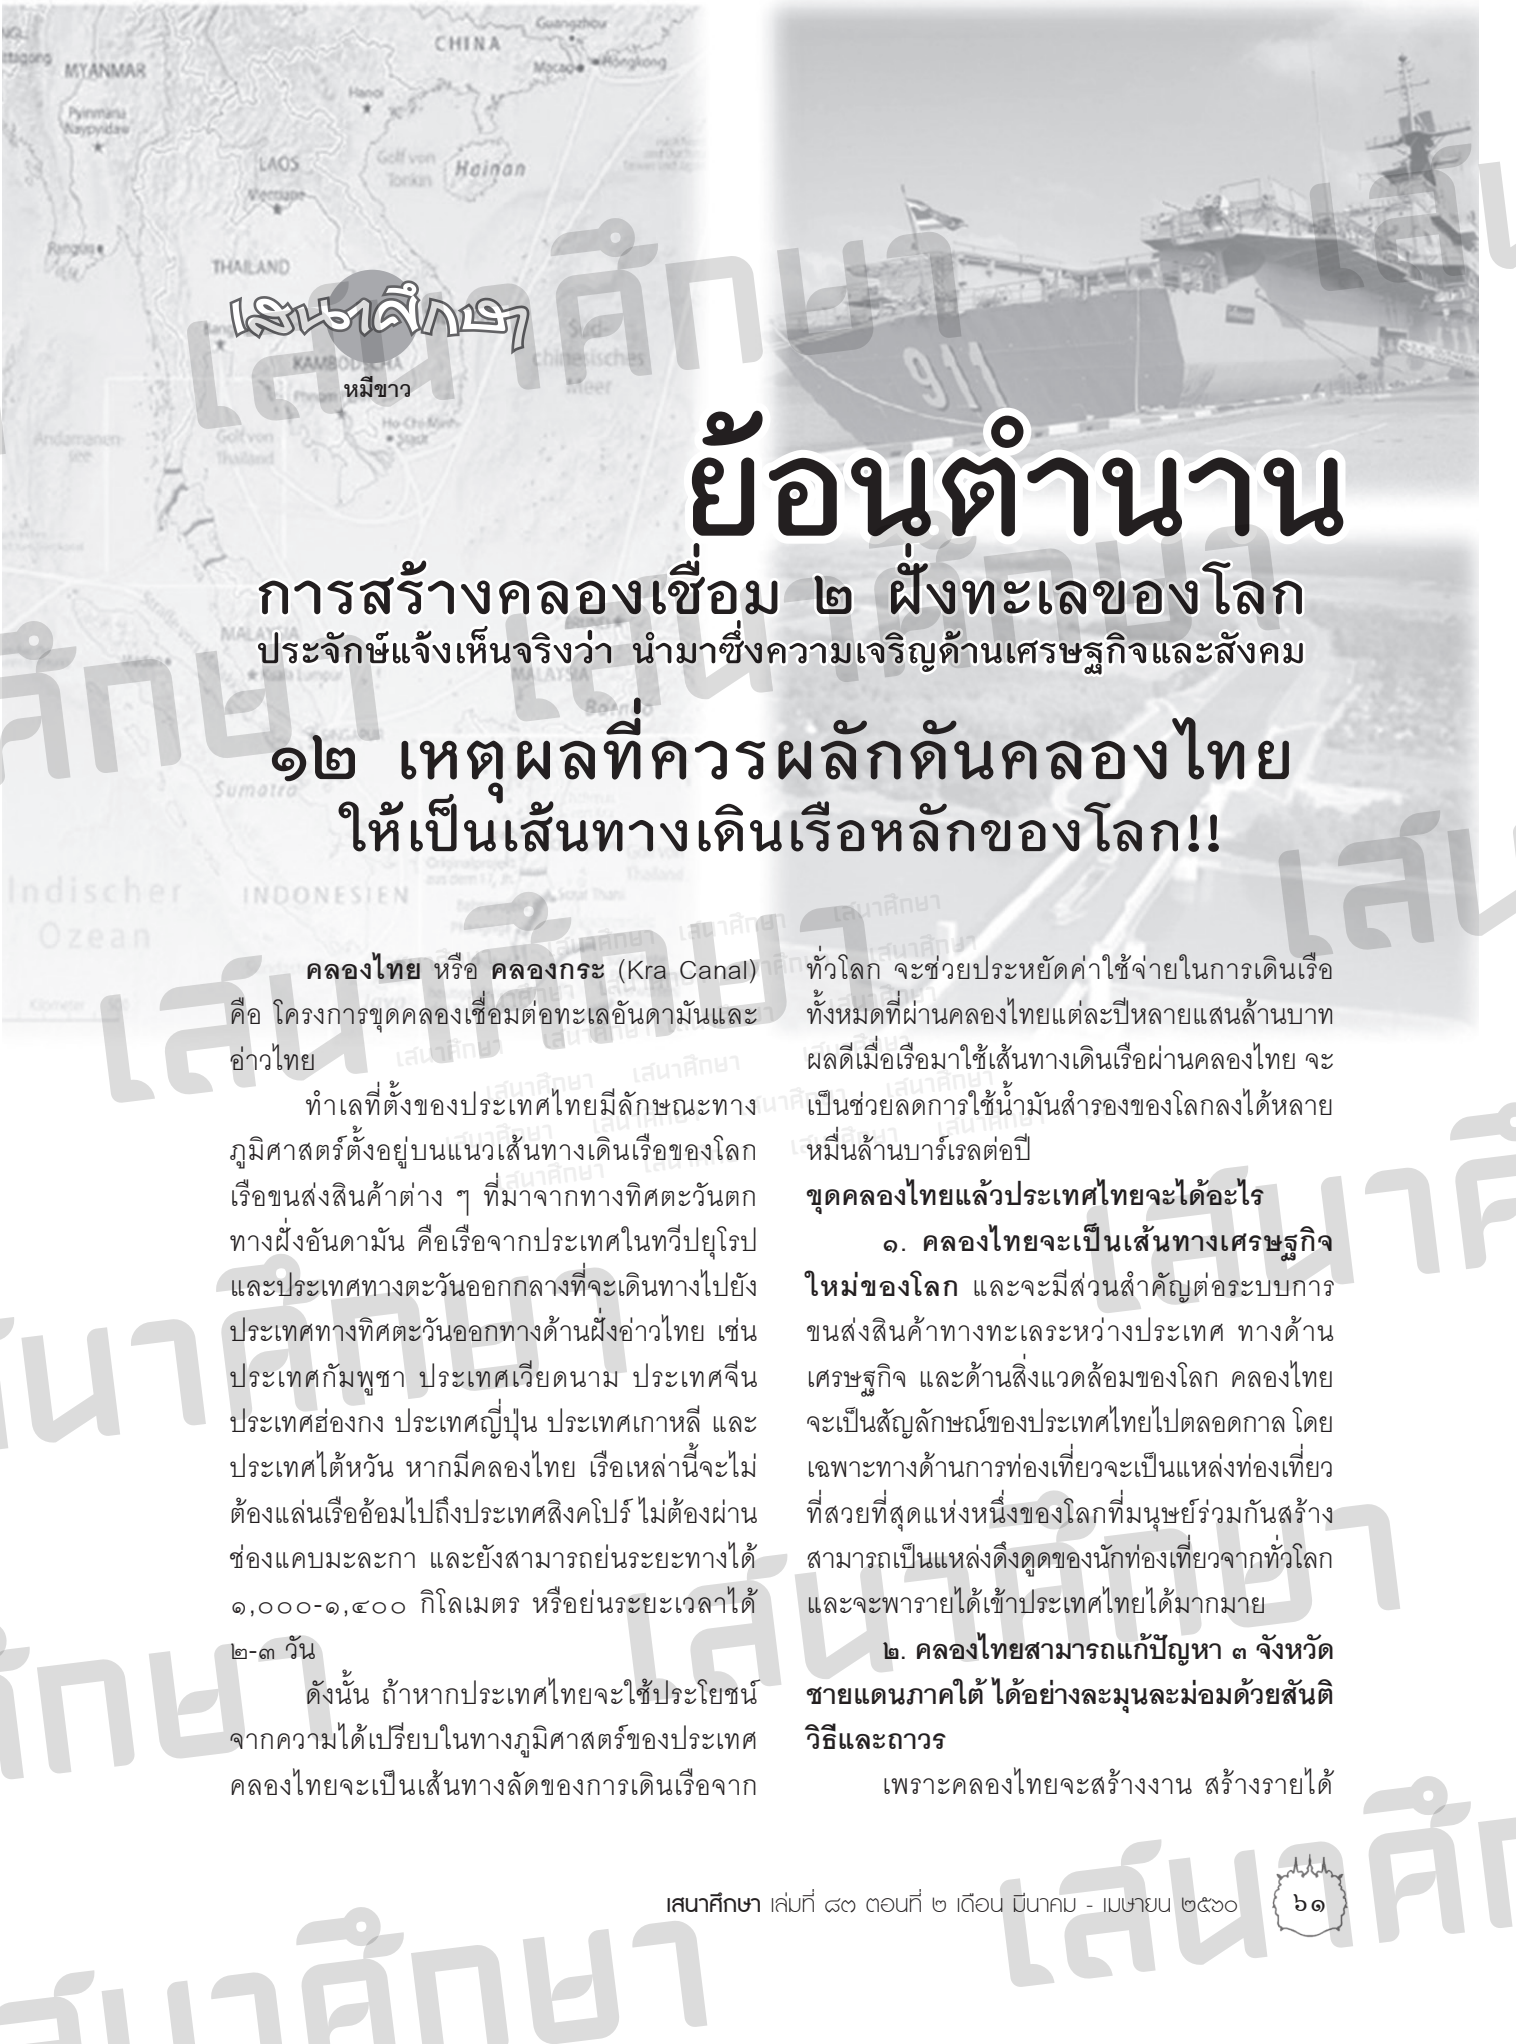 CHINA
Guangzhou
Macao
Hongkong
MYANMAR
Pyinmana
Naypyidaw
Hanoi
LAOS
Vientiane
Golf von
Tonkin
Hainan
Rangun
THAILAND
เสนาศึกษา
KAMBODSCHA
Süd-
chinesisches
Meer
หมีขาว
Ho-Chi-Minh-
Stadt
Andamanen-
see
Golf von
Thailand
911
ย้อนตำนาน
การสร้างคลองเชื่อม ๒ ฝั่งทะเลของโลก
ประจักษ์แจ้งเห็นจริงว่า นำมาซึ่งความเจริญด้านเศรษฐกิจและสังคม
MALAYSIA
Kuala Lumpur
MALAYSIA
Borneo
SINGAPUR
๑๒ เหตุผลที่ควรผลักดันคลองไทย
ให้เป็นเส้นทางเดินเรือหลักของโลก!!
Sumatra
Indischer
Ozean
INDONESIEN
Java
Kilometer 500
คลองไทย หรือ คลองกระ (Kra Canal)
คือ โครงการขุดคลองเชื่อมต่อทะเลอันดามันและ
อ่าวไทย
ทำเลที่ตั้งของประเทศไทยมีลักษณะทาง
ภูมิศาสตร์ตั้งอยู่บนแนวเส้นทางเดินเรือของโลก
เรือขนส่งสินค้าต่าง ๆ ที่มาจากทางทิศตะวันตก
ทางฝั่งอันดามัน คือเรือจากประเทศในทวีปยุโรป
และประเทศทางตะวันออกกลางที่จะเดินทางไปยัง
ประเทศทางทิศตะวันออกทางด้านฝั่งอ่าวไทย เช่น
ประเทศกัมพูชา ประเทศเวียดนาม ประเทศจีน
ประเทศฮ่องกง ประเทศญี่ปุ่น ประเทศเกาหลี และ
ประเทศไต้หวัน หากมีคลองไทย เรือเหล่านี้จะไม่
ต้องแล่นเรืออ้อมไปถึงประเทศสิงคโปร์ ไม่ต้องผ่าน
ช่องแคบมะละกา และยังสามารถย่นระยะทางได้
๑,๐๐๐-๑,๔๐๐ กิโลเมตร หรือย่นระยะเวลาได้
๒-๓ วัน
ดังนั้น ถ้าหากประเทศไทยจะใช้ประโยชน์
จากความได้เปรียบในทางภูมิศาสตร์ของประเทศ
คลองไทยจะเป็นเส้นทางลัดของการเดินเรือจาก
ทั่วโลก จะช่วยประหยัดค่าใช้จ่ายในการเดินเรือ
ทั้งหมดที่ผ่านคลองไทยแต่ละปีหลายแสนล้านบาท
ผลดีเมื่อเรือมาใช้เส้นทางเดินเรือผ่านคลองไทย จะ
เป็นช่วยลดการใช้น้ำมันสำรองของโลกลงได้หลาย
หมื่นล้านบาร์เรลต่อปี
ขุดคลองไทยแล้วประเทศไทยจะได้อะไร
๑. คลองไทยจะเป็นเส้นทางเศรษฐกิจ
ใหม่ของโลก และจะมีส่วนสำคัญต่อระบบการ
ขนส่งสินค้าทางทะเลระหว่างประเทศ ทางด้าน
เศรษฐกิจ และด้านสิ่งแวดล้อมของโลก คลองไทย
จะเป็นสัญลักษณ์ของประเทศไทยไปตลอดกาล โดย
เฉพาะทางด้านการท่องเที่ยวจะเป็นแหล่งท่องเที่ยว
ที่สวยที่สุดแห่งหนึ่งของโลกที่มนุษย์ร่วมกันสร้าง
สามารถเป็นแหล่งดึงดูดของนักท่องเที่ยวจากทั่วโลก
และจะพารายได้เข้าประเทศไทยได้มากมาย
๒. คลองไทยสามารถแก้ปัญหา ๓ จังหวัด
ชายแดนภาคใต้ ได้อย่างละมุนละม่อมด้วยสันติ
วิธีและถาวร
เพราะคลองไทยจะสร้างงาน สร้างรายได้
เสนาศึกษา เล่มที่ ๘๓ ตอนที่ ๒ เดือน มีนาคม - เมษายน ๒๕๖๐
๖๑